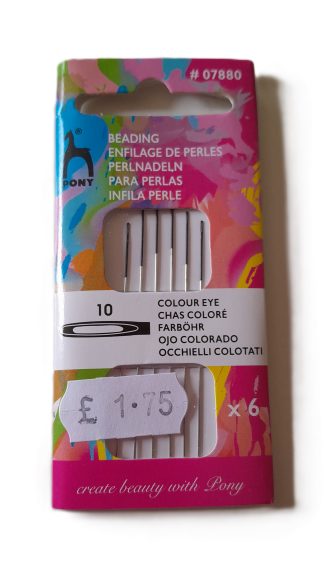 # 07880
BEADING
ENFILAGE DE PERLES
PERLNADELN
PARA PERLAS
INFILA PERLE
PONY
10
COLOUR EYE
CHAS COLORÉ
FARBÖHR
OJO COLORADO
OCCHIELLI COLOTATI
£ 1.75
x 6
create beauty with Pony